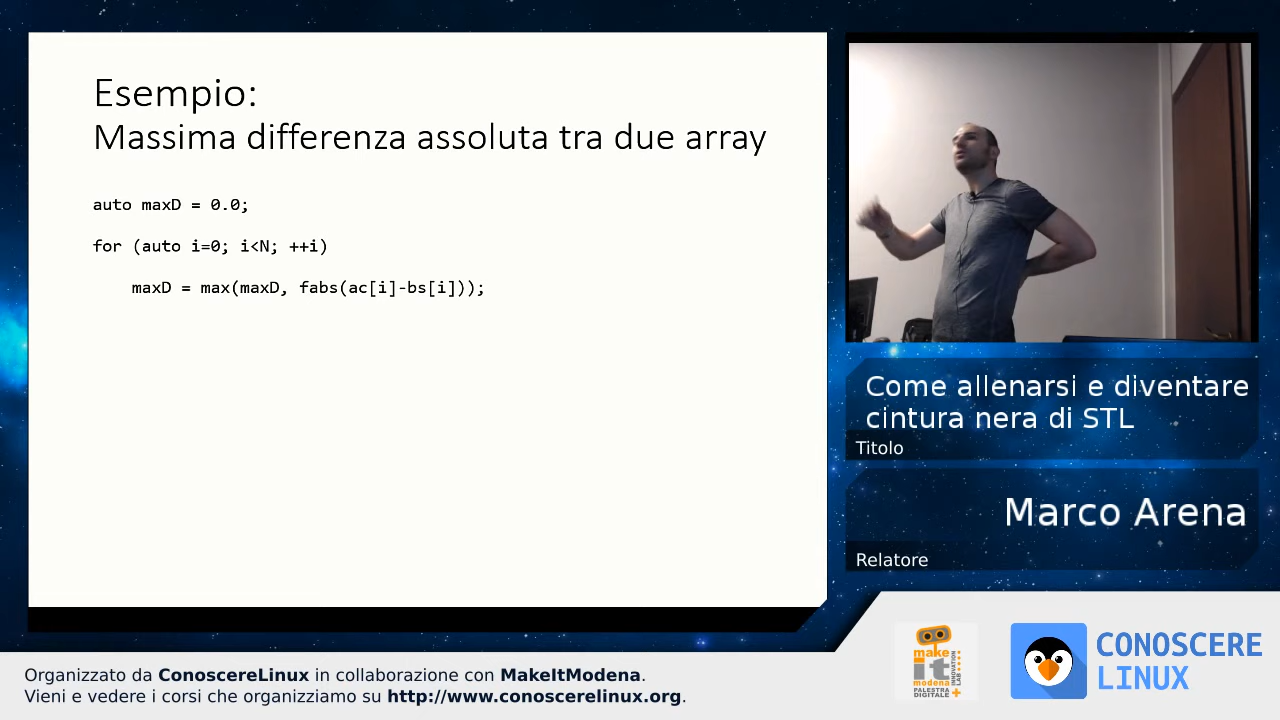 Esempio:
Massima differenza assoluta tra due array
auto maxD = 0.0;
for (auto i=0; i<N; ++i)
maxD = max(maxD, fabs(ac[i]-bs[i]));
Come allenarsi e diventare
cintura nera di STL
Titolo
Marco Arena
Relatore
make
it
modena
PALESTRA
DIGITALE
INNOVATION
LAB
CONOSCERE
LINUX
Organizzato da ConoscereLinux in collaborazione con MakeItModena.
Vieni e vedere i corsi che organizziamo su http://www.conoscerelinux.org.